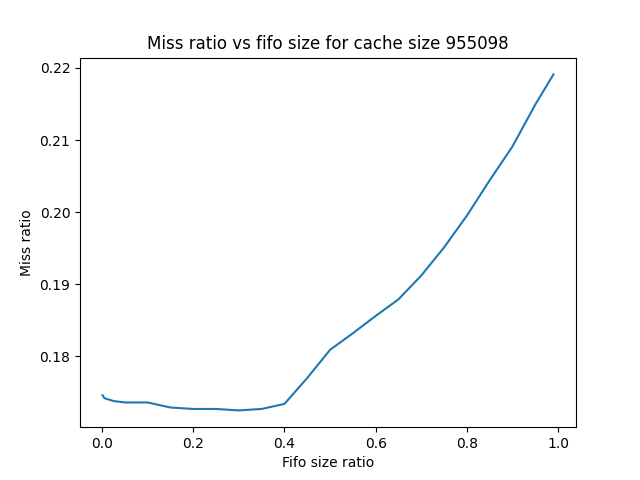 Miss ratio vs fifo size for cache size 955098
0.22
0.21
0.20
0.19
0.18
Miss ratio
0.0 0.2 0.4 0.6 0.8 1.0
Fifo size ratio